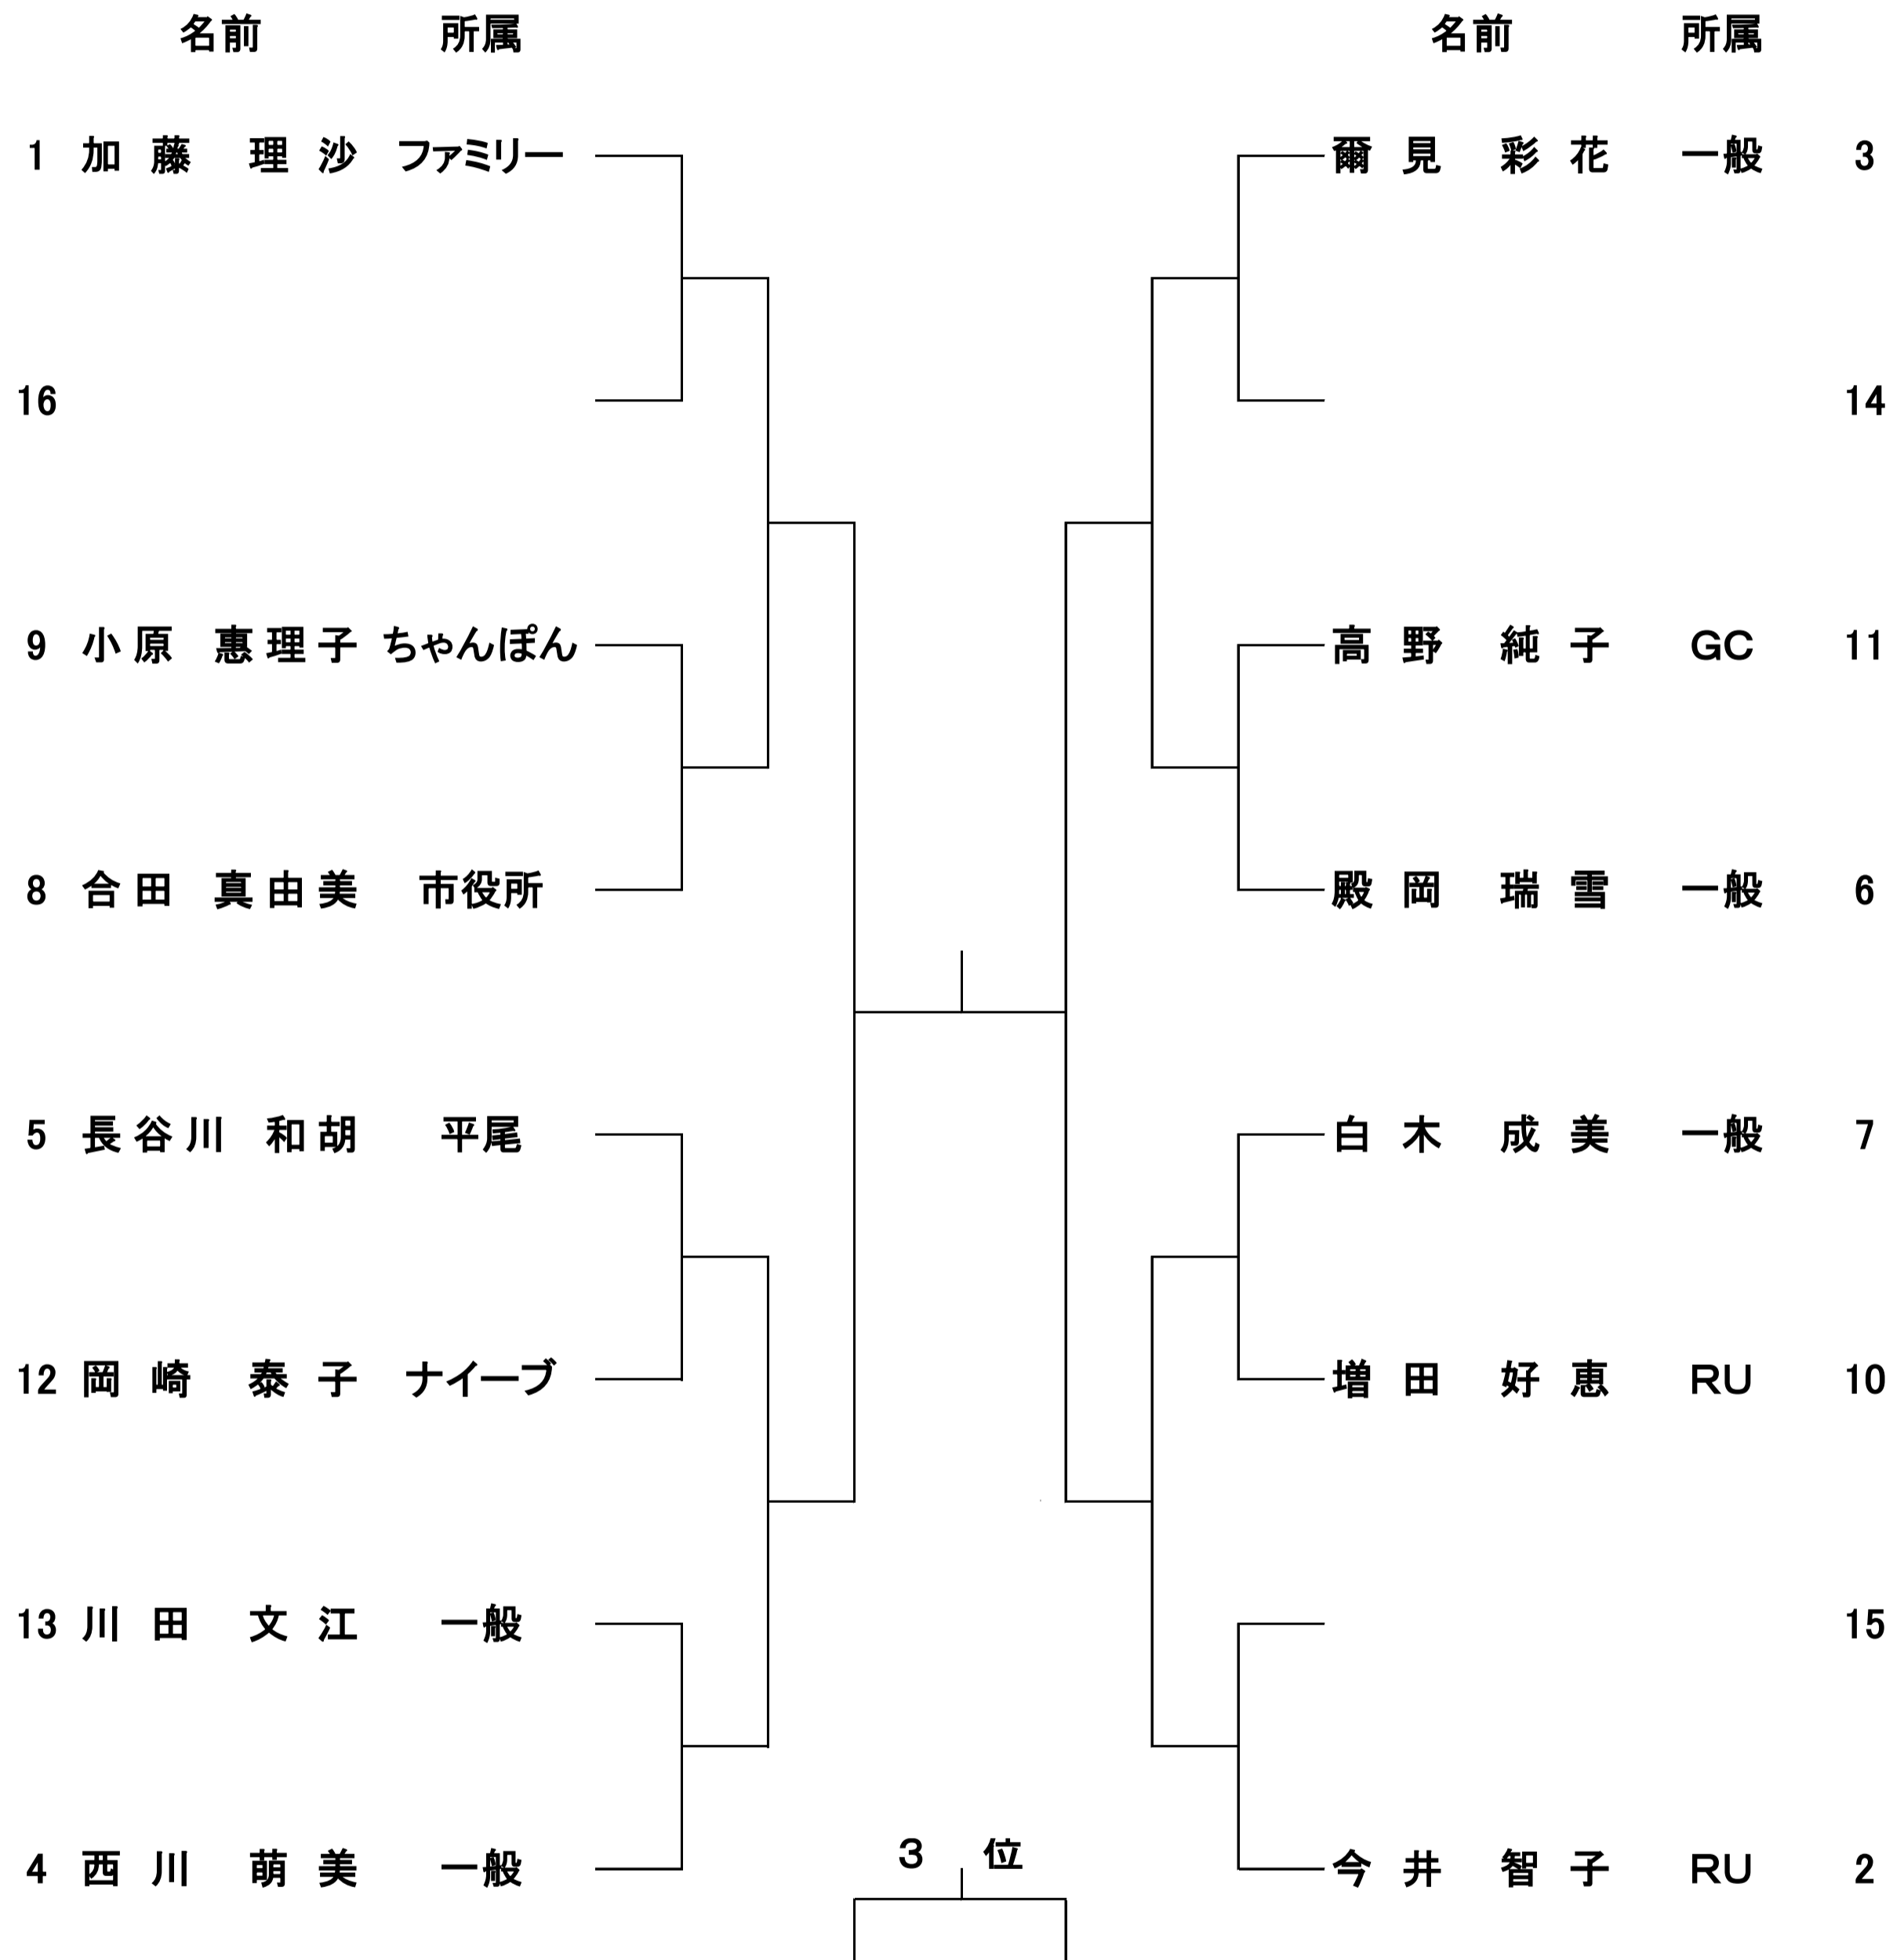 名前 所属 名前 所属
1 加 藤 理 沙 ファミリー 爾 見 彩 花 一般 3
16 14
9 小 原 恵 理 子 ちゃんぽん 高 野 純 子 GC 11
8 合 田 真 由 美 市役所 殿 岡 瑞 雪 一般 6
5 長 谷 川 和 胡 平尾 白 木 成 美 一般 7
12 岡 崎 泰 子 ナイーブ 増 田 好 恵 RU 10
13 川 田 文 江 一般 15
4 西 川 萌 美 一般 3 位 今 井 智 子 RU 2